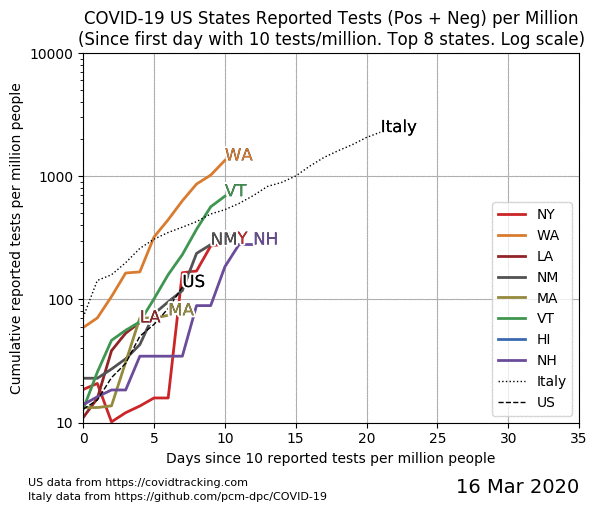 COVID-19 US States Reported Tests (Pos + Neg) per Million
(Since first day with 10 tests/million. Top 8 states. Log scale)
Cumulative reported tests per million people
10000
1000
100
10
Italy
WA
VT
NMY NH
US
MA
LA
NY
WA
LA
NM
MA
VT
HI
NH
Italy
US
0 5 10 15 20 25 30 35
Days since 10 reported tests per million people
US data from https://covidtracking.com
Italy data from https://github.com/pcm-dpc/COVID-19
16 Mar 2020